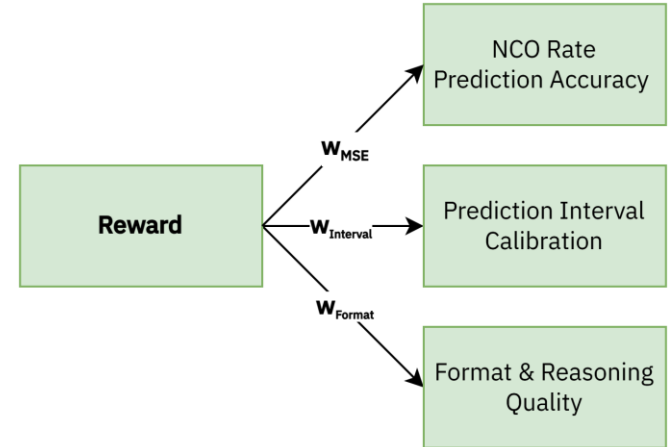 NCO Rate
Prediction Accuracy
W_MSE
Reward
W_Interval
Prediction Interval
Calibration
W_Format
Format & Reasoning
Quality